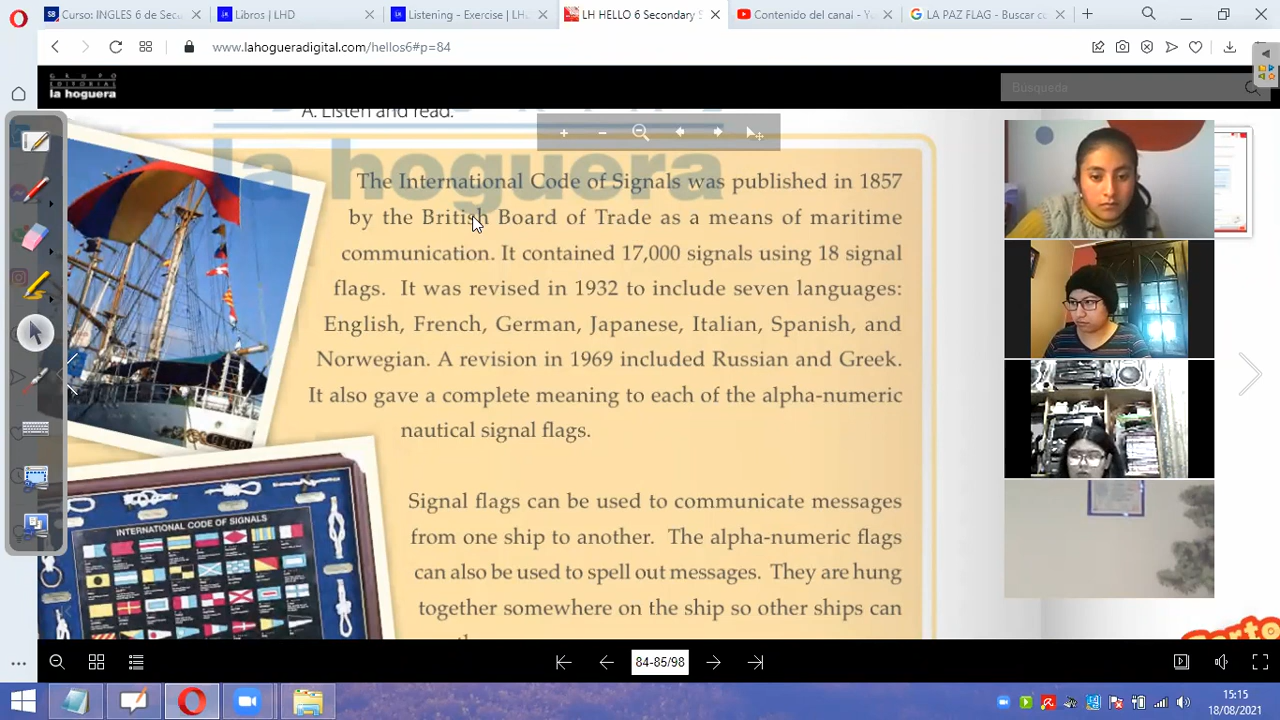 Curso: INGLES 6 de Sec
Libros | LHD
Listening - Exercise | LH
LH HELLO 6 Secondary S
Contenido del canal - Yo
LA PAZ FLAG - Buscar co
www.lahogueradigital.com/hellos6#p=84
GRUPO
EDITORIAL
la hoguera
Búsqueda
A. Listen and read.
la hoguera
The International Code of Signals was published in 1857
by the British Board of Trade as a means of maritime
communication. It contained 17,000 signals using 18 signal
flags. It was revised in 1932 to include seven languages:
English, French, German, Japanese, Italian, Spanish, and
Norwegian. A revision in 1969 included Russian and Greek.
It also gave a complete meaning to each of the alpha-numeric
nautical signal flags.
INTERNATIONAL CODE OF SIGNALS
Signal flags can be used to communicate messages
from one ship to another. The alpha-numeric flags
can also be used to spell out messages. They are hung
together somewhere on the ship so other ships can
84-85/98
15:15
18/08/2021